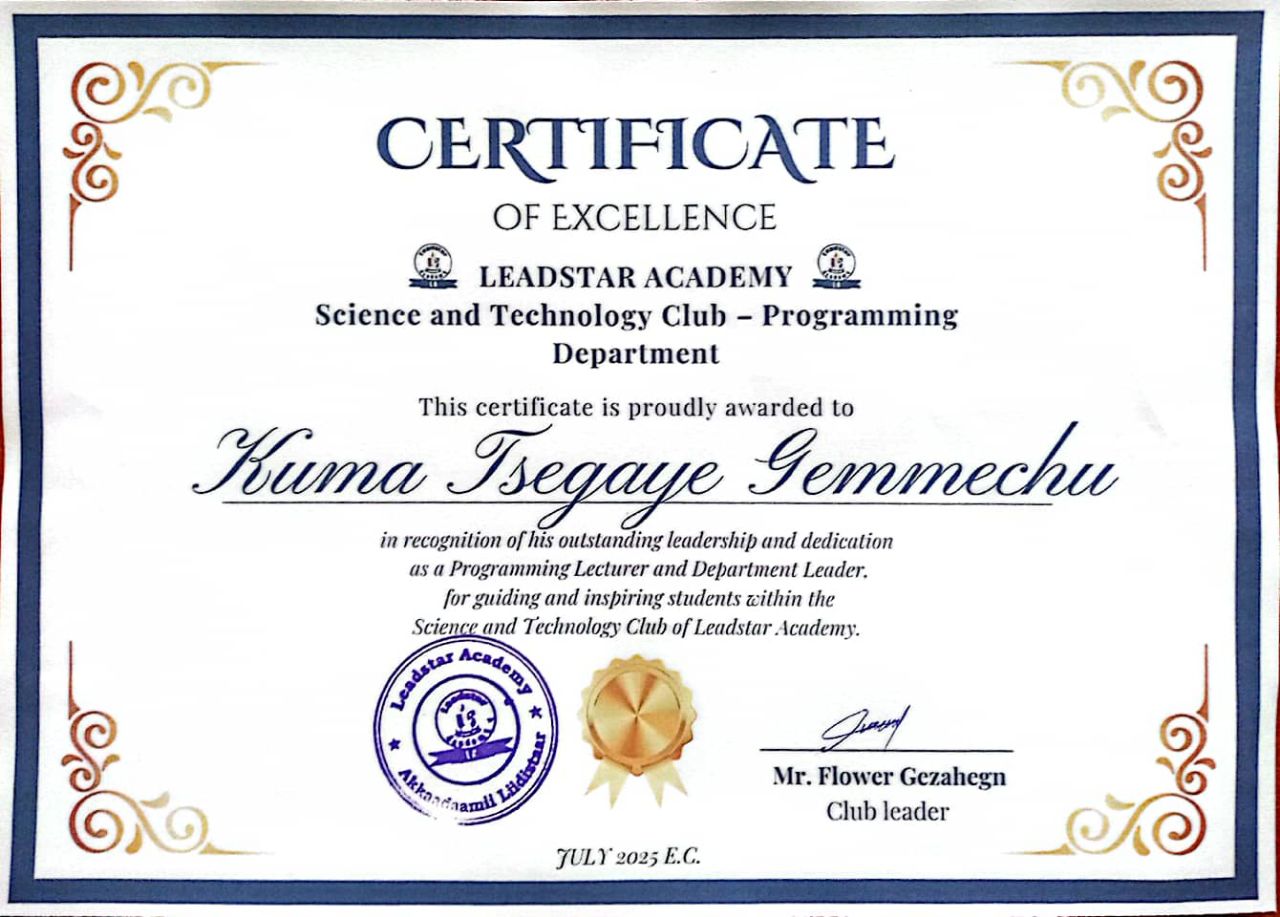 CERTIFICATE
OF EXCELLENCE
LEADSTAR ACADEMY
Science and Technology Club – Programming
Department
This certificate is proudly awarded to
Kuma Tsegaye Gemmechu
in recognition of his outstanding leadership and dedication
as a Programming Lecturer and Department Leader.
for guiding and inspiring students within the
Science and Technology Club of Leadstar Academy.
Leadstar Academy
Leadstar
Academy
Akkaadaamii Liidistaar
Mr. Flower Gezahegn
Club leader
JULY 2025 E.C.